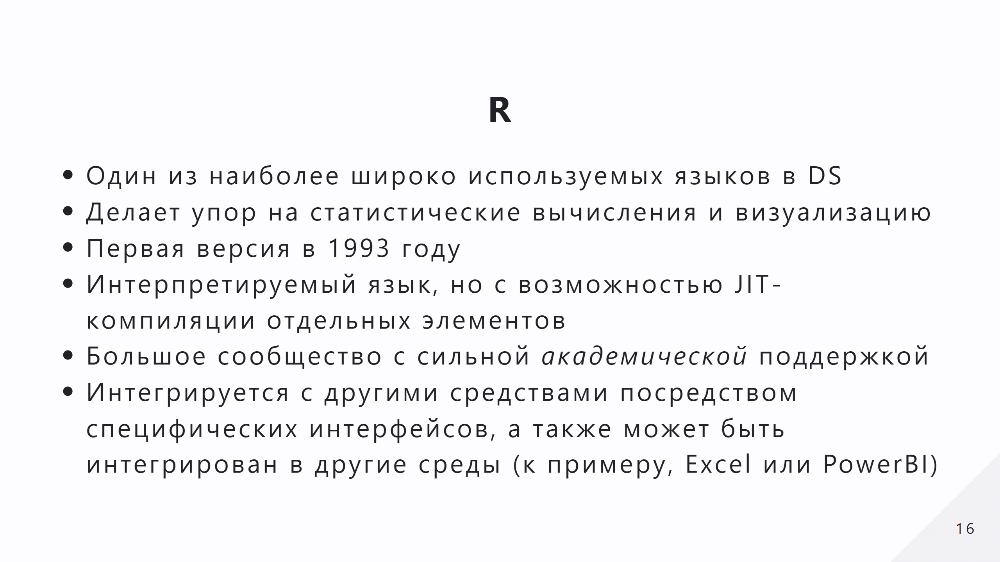 R
• Один из наиболее широко используемых языков в DS
• Делает упор на статистические вычисления и визуализацию
• Первая версия в 1993 году
• Интерпретируемый язык, но с возможностью JIT-
компиляции отдельных элементов
• Большое сообщество с сильной академической поддержкой
• Интегрируется с другими средствами посредством
специфических интерфейсов, а также может быть
интегрирован в другие среды (к примеру, Excel или PowerBI)
16